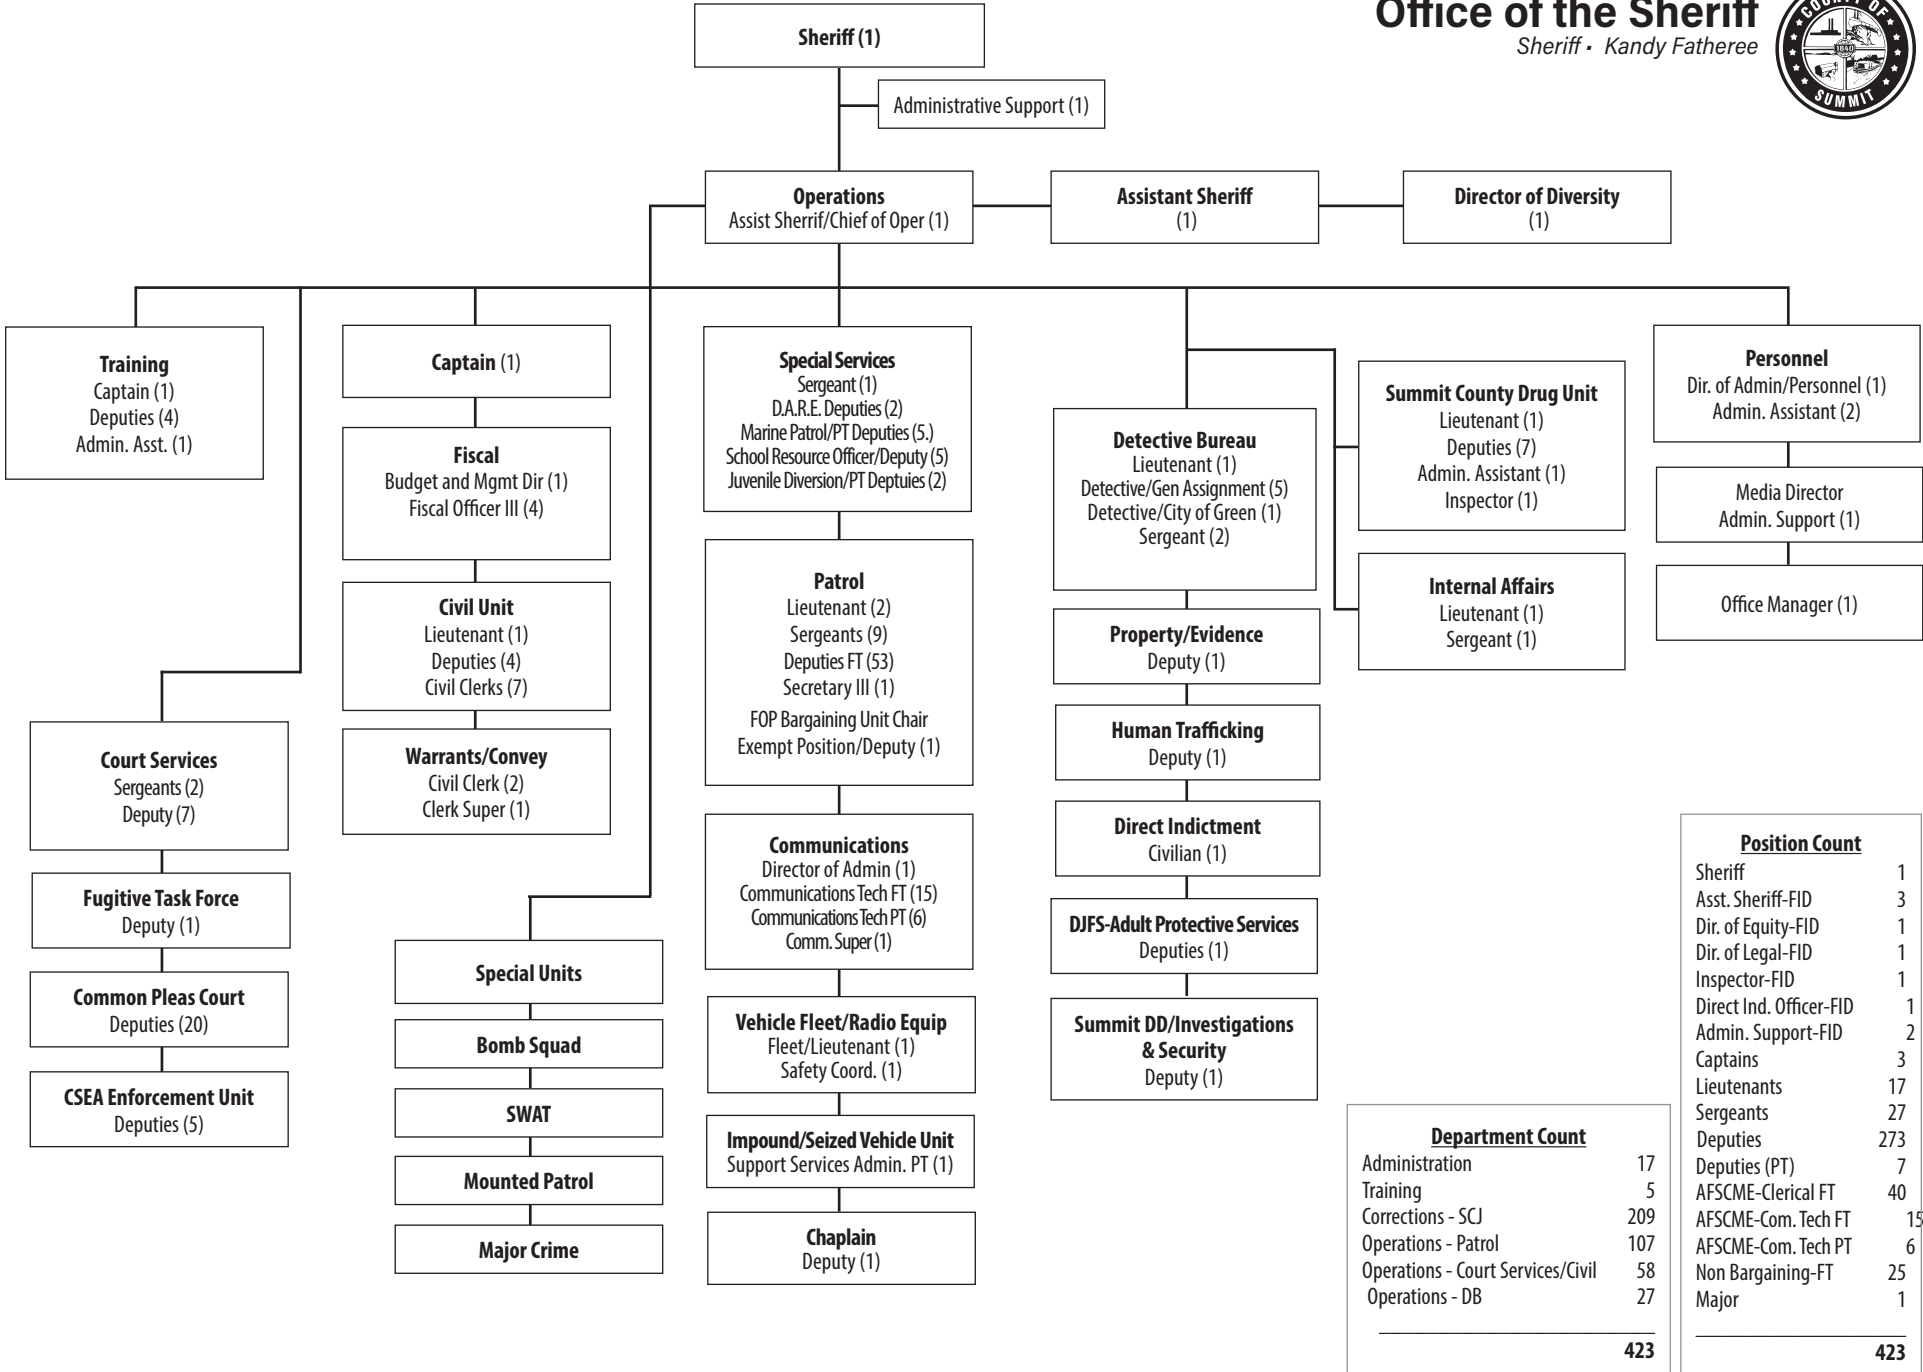 Office of the Sheriff
Sheriff ▪ Kandy Fatheree
COUNTY OF
1840
SUMMIT
Sheriff (1)
Administrative Support (1)
Operations
Assist Sherrif/Chief of Oper (1)
Assistant Sheriff
(1)
Director of Diversity
(1)
Training
Captain (1)
Deputies (4)
Admin. Asst. (1)
Captain (1)
Fiscal
Budget and Mgmt Dir (1)
Fiscal Officer III (4)
Civil Unit
Lieutenant (1)
Deputies (4)
Civil Clerks (7)
Warrants/Convey
Civil Clerk (2)
Clerk Super (1)
Court Services
Sergeants (2)
Deputy (7)
Fugitive Task Force
Deputy (1)
Common Pleas Court
Deputies (20)
CSEA Enforcement Unit
Deputies (5)
Special Units
Bomb Squad
SWAT
Mounted Patrol
Major Crime
Special Services
Sergeant (1)
D.A.R.E. Deputies (2)
Marine Patrol/PT Deputies (5.)
School Resource Officer/Deputy (5)
Juvenile Diversion/PT Deptuies (2)
Patrol
Lieutenant (2)
Sergeants (9)
Deputies FT (53)
Secretary III (1)
FOP Bargaining Unit Chair
Exempt Position/Deputy (1)
Communications
Director of Admin (1)
Communications Tech FT (15)
Communications Tech PT (6)
Comm. Super (1)
Vehicle Fleet/Radio Equip
Fleet/Lieutenant (1)
Safety Coord. (1)
Impound/Seized Vehicle Unit
Support Services Admin. PT (1)
Chaplain
Deputy (1)
Detective Bureau
Lieutenant (1)
Detective/Gen Assignment (5)
Detective/City of Green (1)
Sergeant (2)
Property/Evidence
Deputy (1)
Human Trafficking
Deputy (1)
Direct Indictment
Civilian (1)
DJFS-Adult Protective Services
Deputies (1)
Summit DD/Investigations
& Security
Deputy (1)
Summit County Drug Unit
Lieutenant (1)
Deputies (7)
Admin. Assistant (1)
Inspector (1)
Internal Affairs
Lieutenant (1)
Sergeant (1)
Personnel
Dir. of Admin/Personnel (1)
Admin. Assistant (2)
Media Director
Admin. Support (1)
Office Manager (1)
Department Count
Administration 17
Training 5
Corrections - SCJ 209
Operations - Patrol 107
Operations - Court Services/Civil 58
Operations - DB 27
423
Position Count
Sheriff 1
Asst. Sheriff-FID 3
Dir. of Equity-FID 1
Dir. of Legal-FID 1
Inspector-FID 1
Direct Ind. Officer-FID 1
Admin. Support-FID 2
Captains 3
Lieutenants 17
Sergeants 27
Deputies 273
Deputies (PT) 7
AFSCME-Clerical FT 40
AFSCME-Com. Tech FT 15
AFSCME-Com. Tech PT 6
Non Bargaining-FT 25
Major 1
423